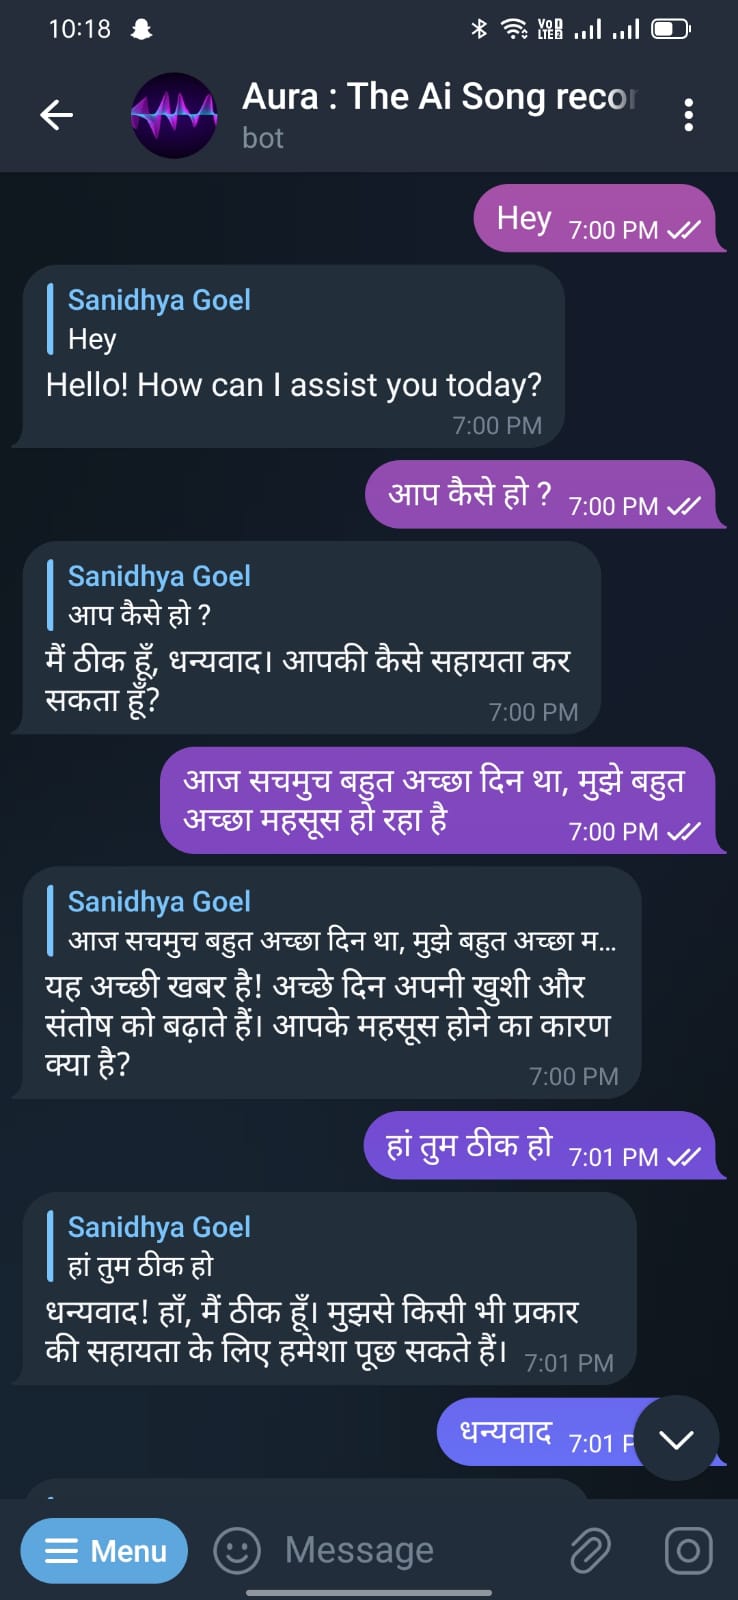 10:18
VoD LTE 2
Aura : The Ai Song recor
bot
Hey 7:00 PM
Sanidhya Goel
Hey
Hello! How can I assist you today?
7:00 PM
आप कैसे हो ? 7:00 PM
Sanidhya Goel
आप कैसे हो ?
मैं ठीक हूँ, धन्यवाद। आपकी कैसे सहायता कर
सकता हूँ?
7:00 PM
आज सचमुच बहुत अच्छा दिन था, मुझे बहुत
अच्छा महसूस हो रहा है 7:00 PM
Sanidhya Goel
आज सचमुच बहुत अच्छा दिन था, मुझे बहुत अच्छा म...
यह अच्छी खबर है! अच्छे दिन अपनी खुशी और
संतोष को बढ़ाते हैं। आपके महसूस होने का कारण
क्या है?
7:00 PM
हां तुम ठीक हो 7:01 PM
Sanidhya Goel
हां तुम ठीक हो
धन्यवाद! हाँ, मैं ठीक हूँ। मुझसे किसी भी प्रकार
की सहायता के लिए हमेशा पूछ सकते हैं। 7:01 PM
धन्यवाद 7:01 P
Menu Message